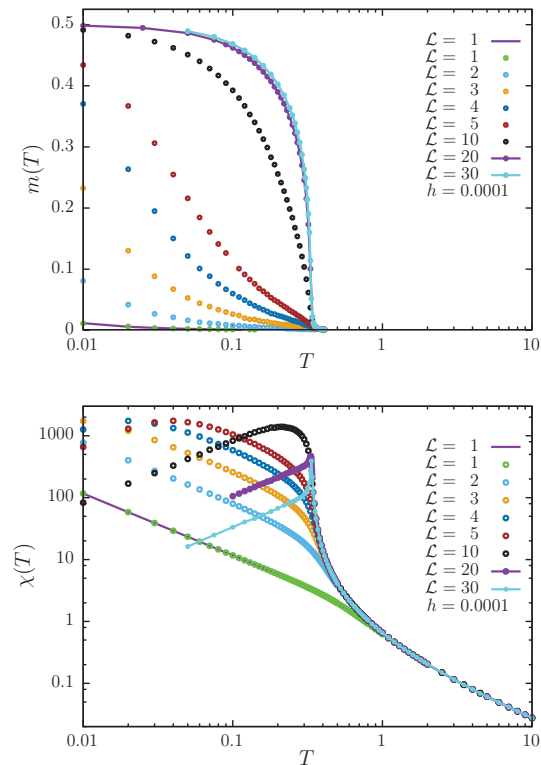 0.5
0.4
0.3
0.2
0.1
0
m(T)
ℒ = 1
ℒ = 1
ℒ = 2
ℒ = 3
ℒ = 4
ℒ = 5
ℒ = 10
ℒ = 20
ℒ = 30
h = 0.0001
0.01 0.1 1 10
T
1000
100
10
1
0.1
χ(T)
ℒ = 1
ℒ = 1
ℒ = 2
ℒ = 3
ℒ = 4
ℒ = 5
ℒ = 10
ℒ = 20
ℒ = 30
h = 0.0001
0.01 0.1 1 10
T